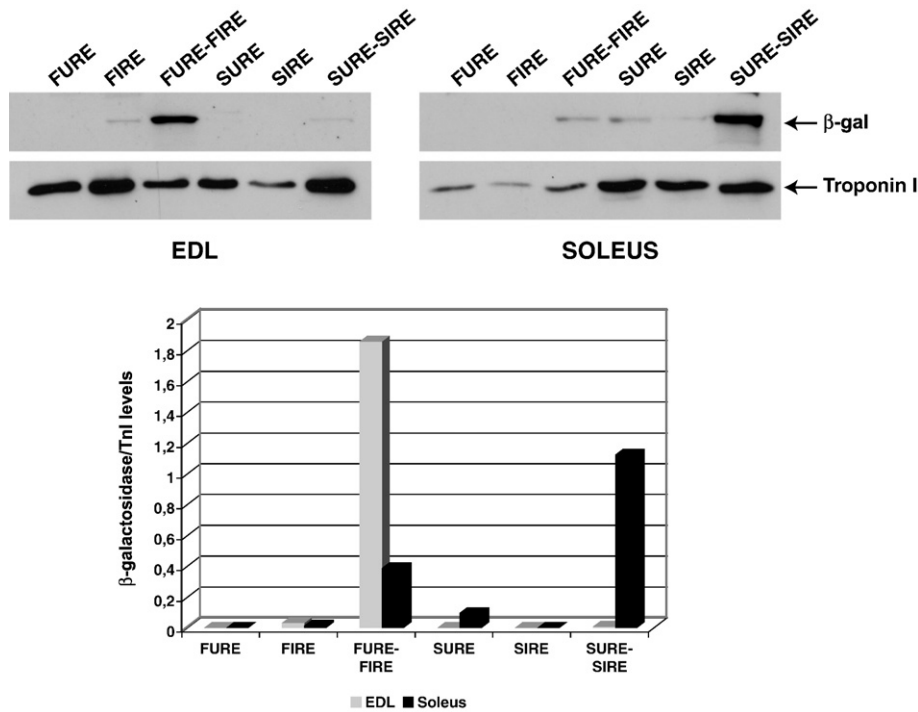 FURE FIRE FURE-FIRE SURE SIRE SURE-SIRE
FURE FIRE FURE-FIRE SURE SIRE SURE-SIRE
β-gal
Troponin I
EDL
SOLEUS
β-galactosidase/TnI levels
2
1,8
1,6
1,4
1,2
1
0,8
0,6
0,4
0,2
0
FURE FIRE FURE-FIRE SURE SIRE SURE-SIRE
EDL Soleus